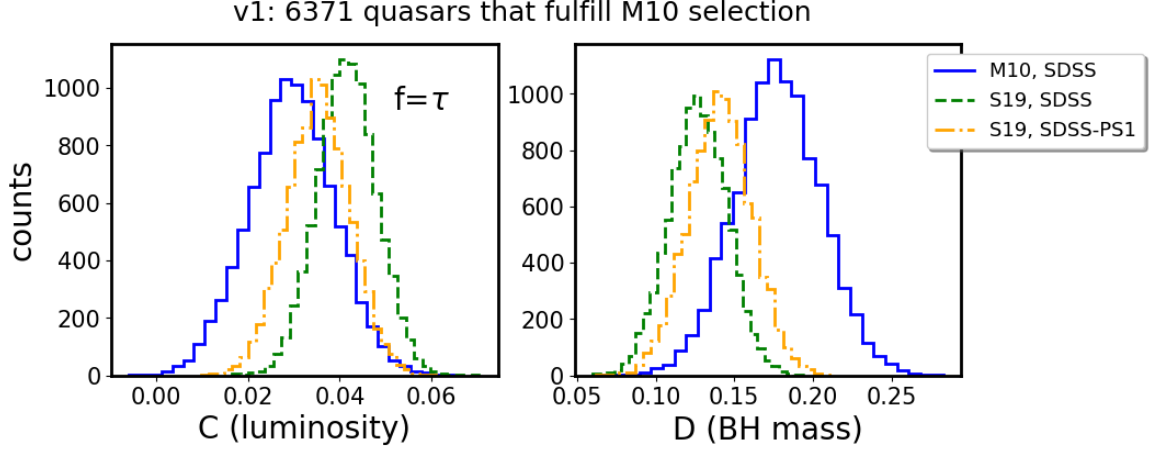 v1: 6371 quasars that fulfill M10 selection
counts
1000
800
600
400
200
0
f=τ
0.00 0.02 0.04 0.06
C (luminosity)
1000
800
600
400
200
0
0.05 0.10 0.15 0.20 0.25
D (BH mass)
M10, SDSS
S19, SDSS
S19, SDSS-PS1